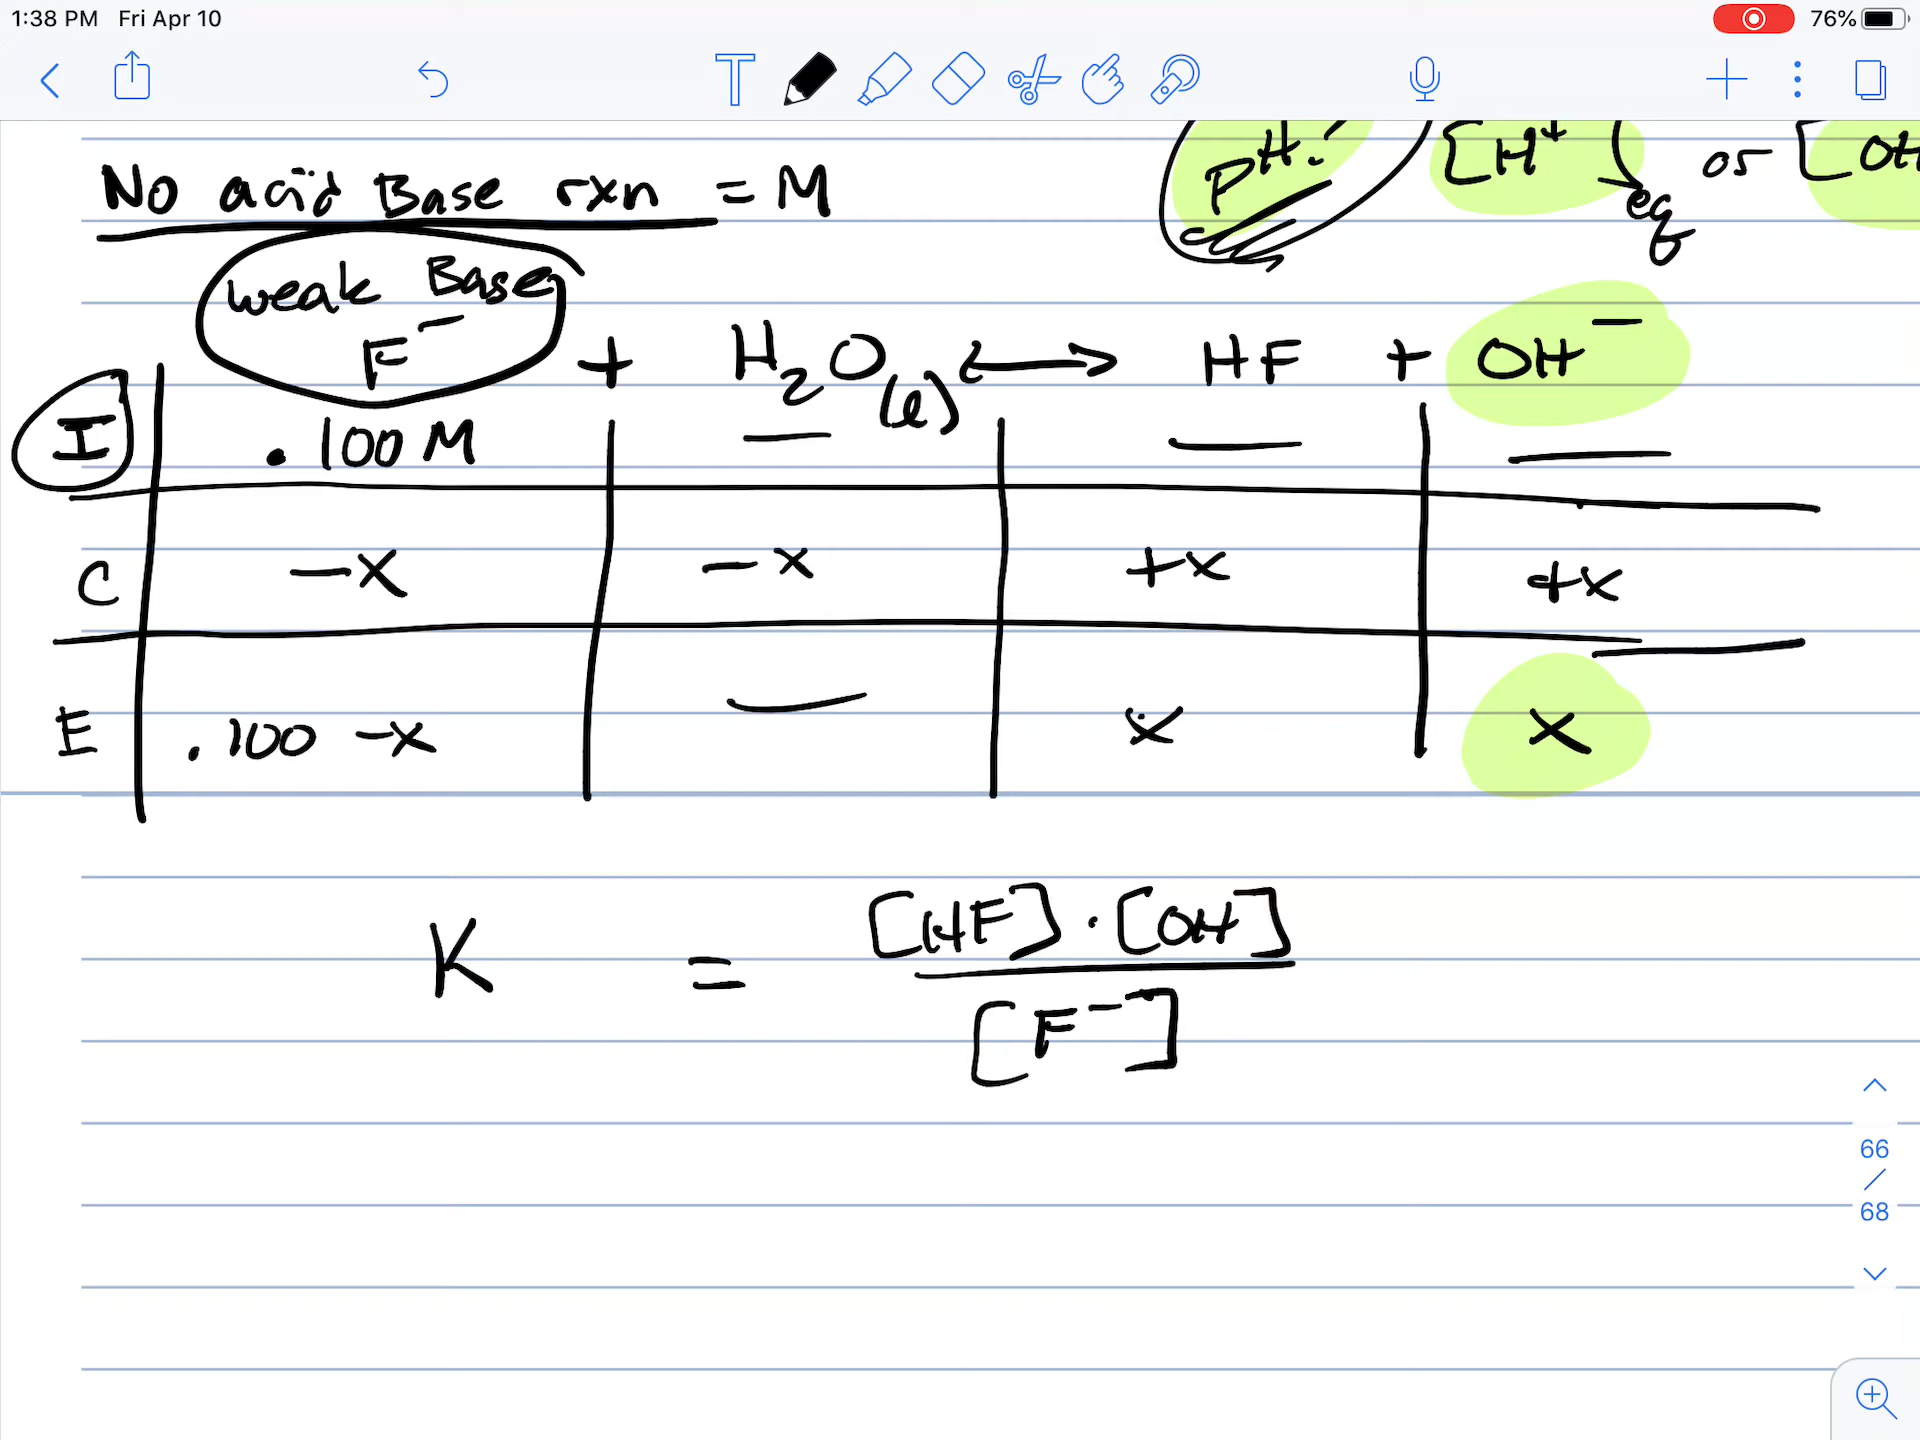 1:38 PM Fri Apr 10 76%
T
No acid Base rxn = M
pH? [H+]eq or [OH
weak Base
F⁻ + H₂O(l) ⟷ HF + OH⁻
I .100 M — — —
C −x −x +x +x
E .100 −x — x x
K = [HF]·[OH] / [F⁻]
66
/
68